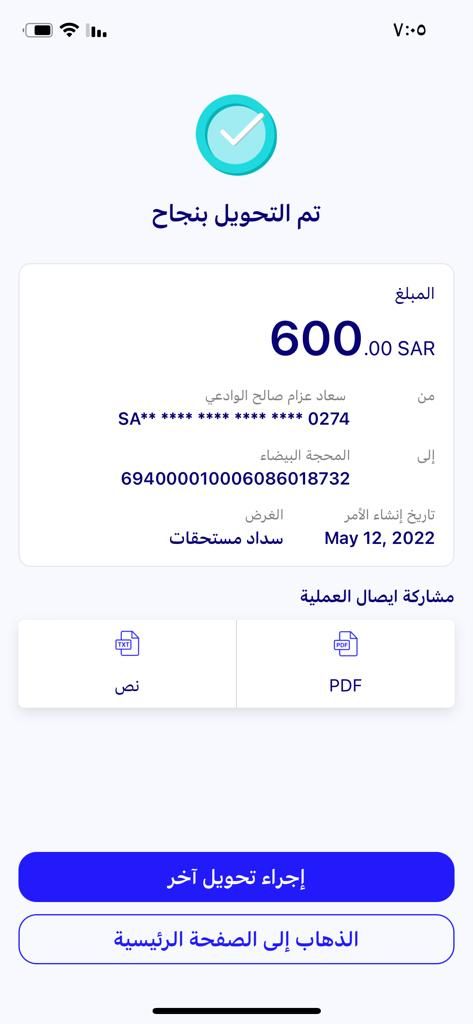 ٧:٠٥
تم التحويل بنجاح
المبلغ
600.00 SAR
من
سعاد عزام صالح الوادعي
SA** **** **** **** **** 0274
إلى
المحجة البيضاء
694000010006086018732
تاريخ إنشاء الأمر
الغرض
May 12, 2022
سداد مستحقات
مشاركة ايصال العملية
PDF
TXT
PDF
نص
إجراء تحويل آخر
الذهاب إلى الصفحة الرئيسية